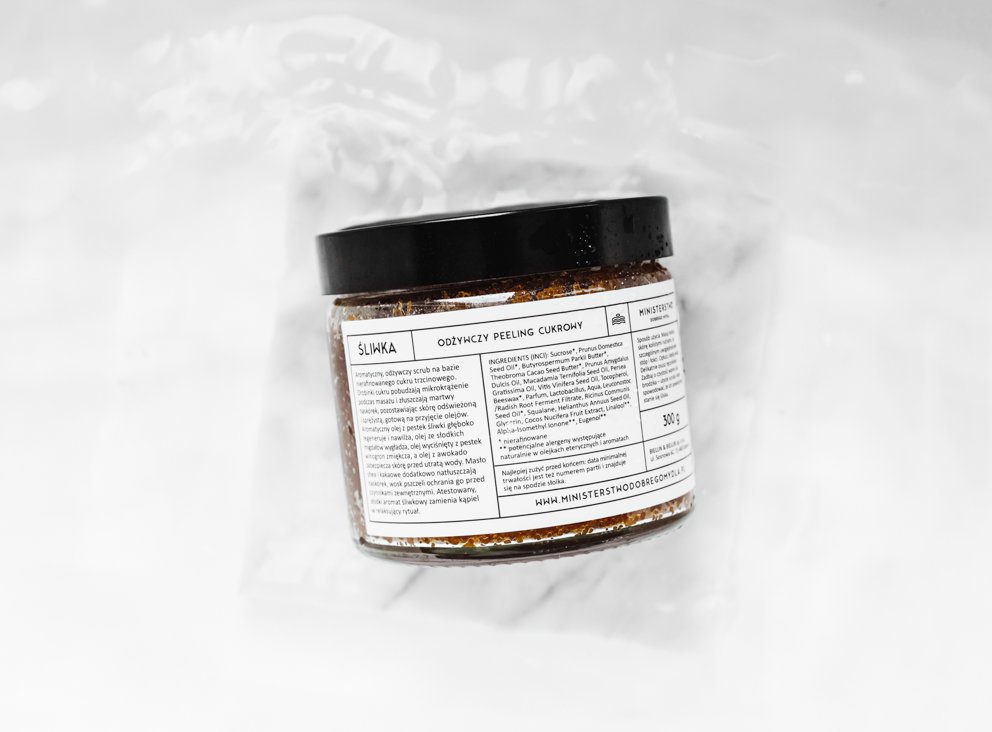 ŚLIWKA
ODŻYWCZY PEELING CUKROWY
MINISTERSTWO
DOBREGO MYDŁA
Aromatyczny, odżywczy scrub na bazie
nierafinowanego cukru trzcinowego.
Drobinki cukru pobudzają mikrokrążenie
podczas masażu i złuszczają martwy
naskórek, pozostawiając skórę odświeżoną
i sprężystą, gotową na przyjęcie olejów.
Aromatyczny olej z pestek śliwki głęboko
regeneruje i nawilża, olej ze słodkich
migdałów wygładza, olej wyciśnięty z pestek
winogron zmiękcza, a olej z awokado
zabezpiecza skórę przed utratą wody. Masło
shea i kakaowe dodatkowo natłuszczają
naskórek, wosk pszczeli ochrania go przed
czynnikami zewnętrznymi. Atestowany,
słodki aromat śliwkowy zamienia kąpiel
w relaksujący rytuał.
INGREDIENTS (INCI): Sucrose*, Prunus Domestica
Seed Oil*, Butyrospermum Parkii Butter*,
Theobroma Cacao Seed Butter*, Prunus Amygdalus
Dulcis Oil, Macadamia Ternifolia Seed Oil, Persea
Gratissima Oil, Vitis Vinifera Seed Oil, Tocopherol,
Beeswax*, Parfum, Lactobacillus, Aqua, Leuconostoc
/Radish Root Ferment Filtrate, Ricinus Communis
Seed Oil*, Squalane, Helianthus Annuus Seed Oil,
Glycerin, Cocos Nucifera Fruit Extract, Linalool**,
Alpha-Isomethyl Ionone**, Eugenol**
* nierafinowane
** potencjalne alergeny występujące
naturalnie w olejkach eterycznych i aromatach
Najlepiej zużyć przed końcem: data minimalnej
trwałości jest też numerem partii i znajduje
się na spodzie słoika.
Sposób użycia: Masuj
300 g
WWW.MINISTERSTWODOBREGOMYDLA.PL